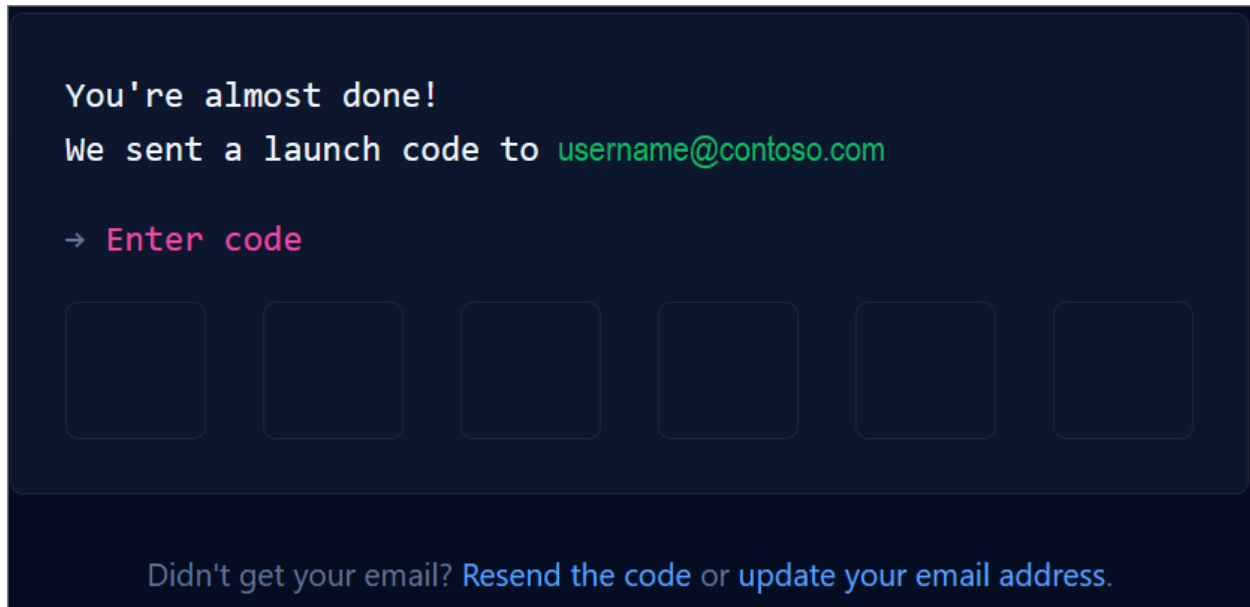 You're almost done!
We sent a launch code to username@contoso.com
→ Enter code
Didn't get your email? Resend the code or update your email address.